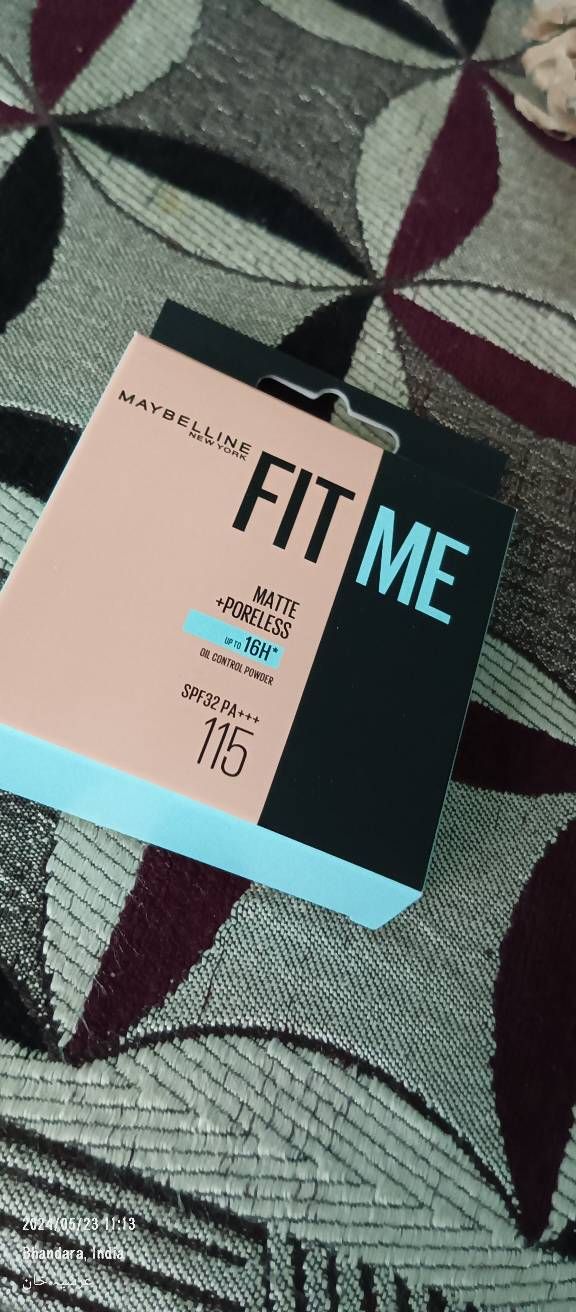 MAYBELLINE
NEW YORK
FIT ME
MATTE
+PORELESS
UP TO 16H*
OIL CONTROL POWDER
SPF32 PA+++
115
2024/05/23 11:13
Bhandara, India
خان